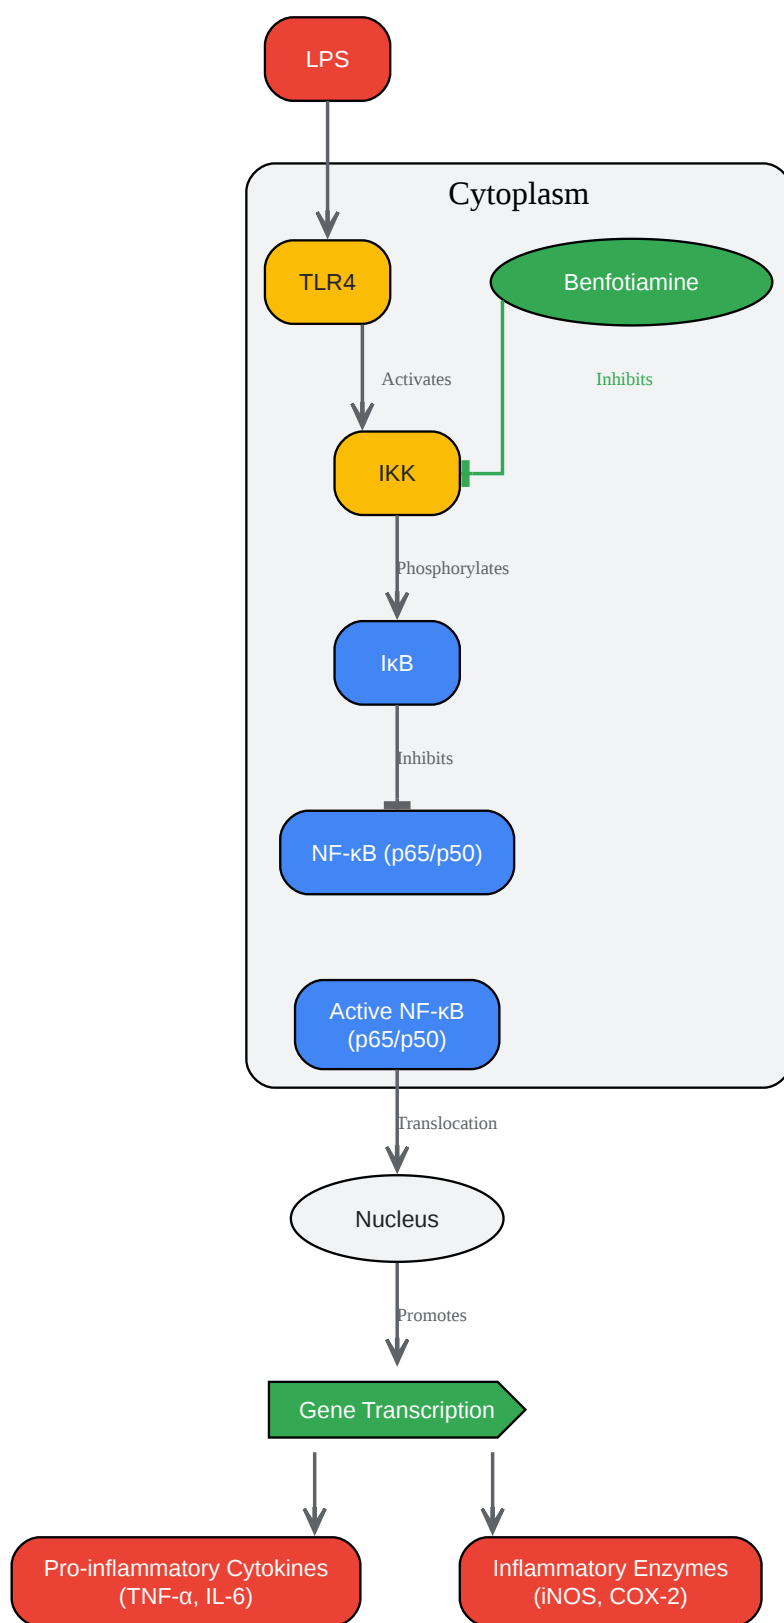 LPS
Cytoplasm
TLR4
Benfotiamine
Activates
Inhibits
IKK
Phosphorylates
IκB
Inhibits
NF-κB (p65/p50)
Active NF-κB
(p65/p50)
Translocation
Nucleus
Promotes
Gene Transcription
Pro-inflammatory Cytokines
(TNF-α, IL-6)
Inflammatory Enzymes
(iNOS, COX-2)